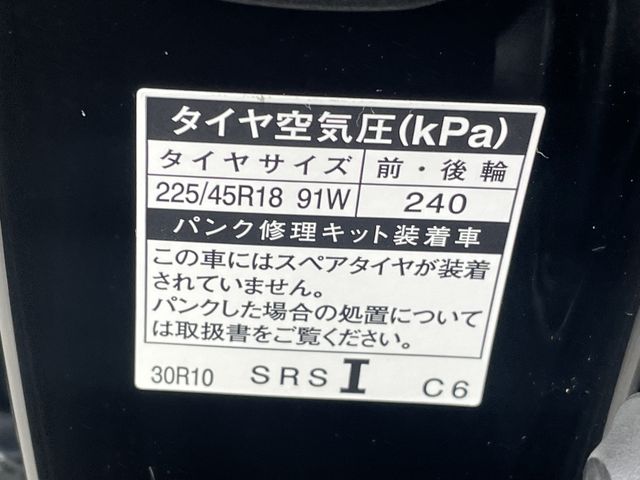 タイヤ空気圧(kPa)
タイヤサイズ 前・後輪
225/45R18 91W 240
パンク修理キット装着車
この車にはスペアタイヤが装着
されていません。
パンクした場合の処置について
は取扱書をご覧ください。
30R10 SRS I C6